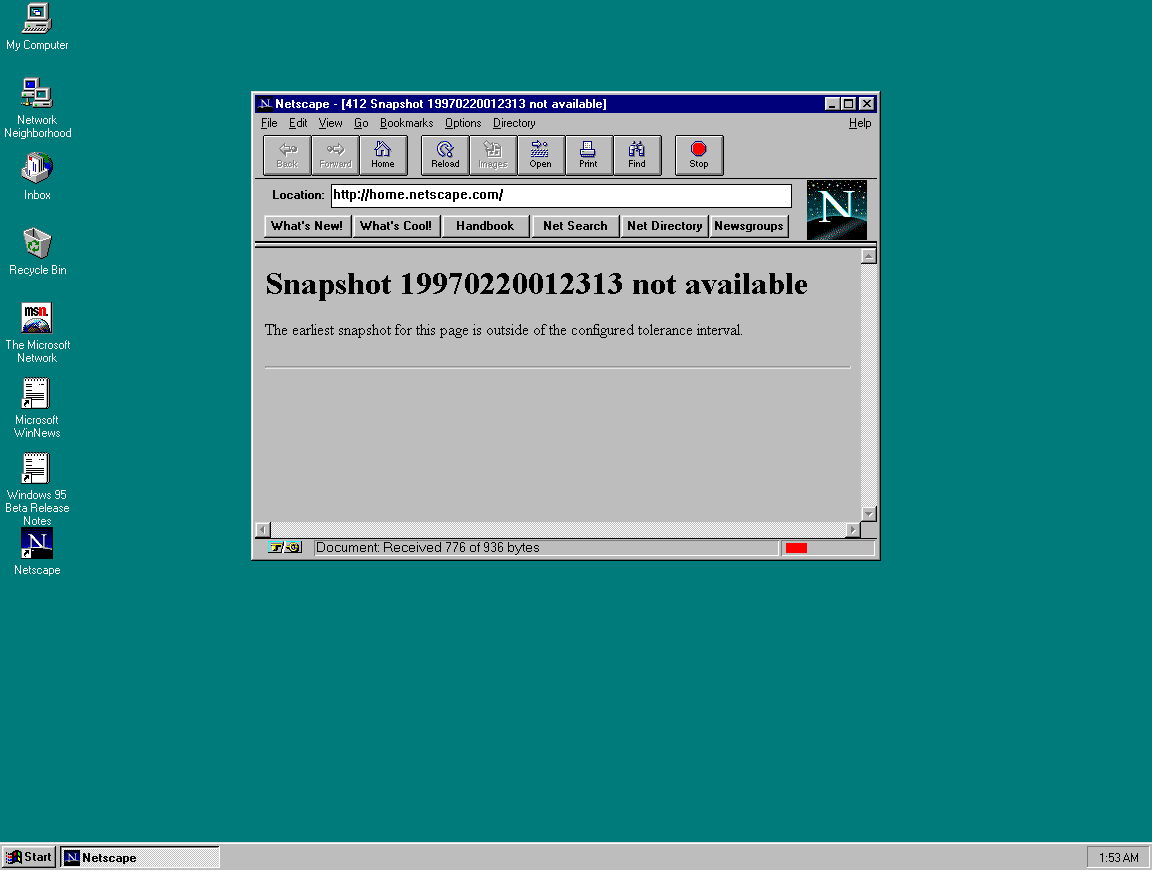 My Computer
Network
Neighborhood
Inbox
Recycle Bin
msn.
The Microsoft
Network
Microsoft
WinNews
Windows 95
Beta Release
Notes
N
Netscape
N Netscape - [412 Snapshot 19970220012313 not available]
File Edit View Go Bookmarks Options Directory Help
Back Forward Home Reload Images Open Print Find Stop
Location: http://home.netscape.com/
N
What's New! What's Cool! Handbook Net Search Net Directory Newsgroups
Snapshot 19970220012313 not available
The earliest snapshot for this page is outside of the configured tolerance interval.
Document: Received 776 of 936 bytes
Start N Netscape 1:53 AM